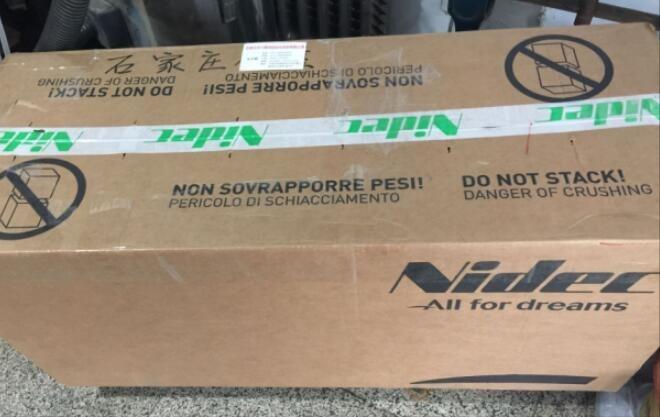 石家庄
DO NOT STACK!
DANGER OF CRUSHING
NON SOVRAPPORRE PESI!
PERICOLO DI SCHIACCIAMENTO
Nidec Nidec Nidec Nidec
NON SOVRAPPORRE PESI!
PERICOLO DI SCHIACCIAMENTO
DO NOT STACK!
DANGER OF CRUSHING
Nidec
All for dreams